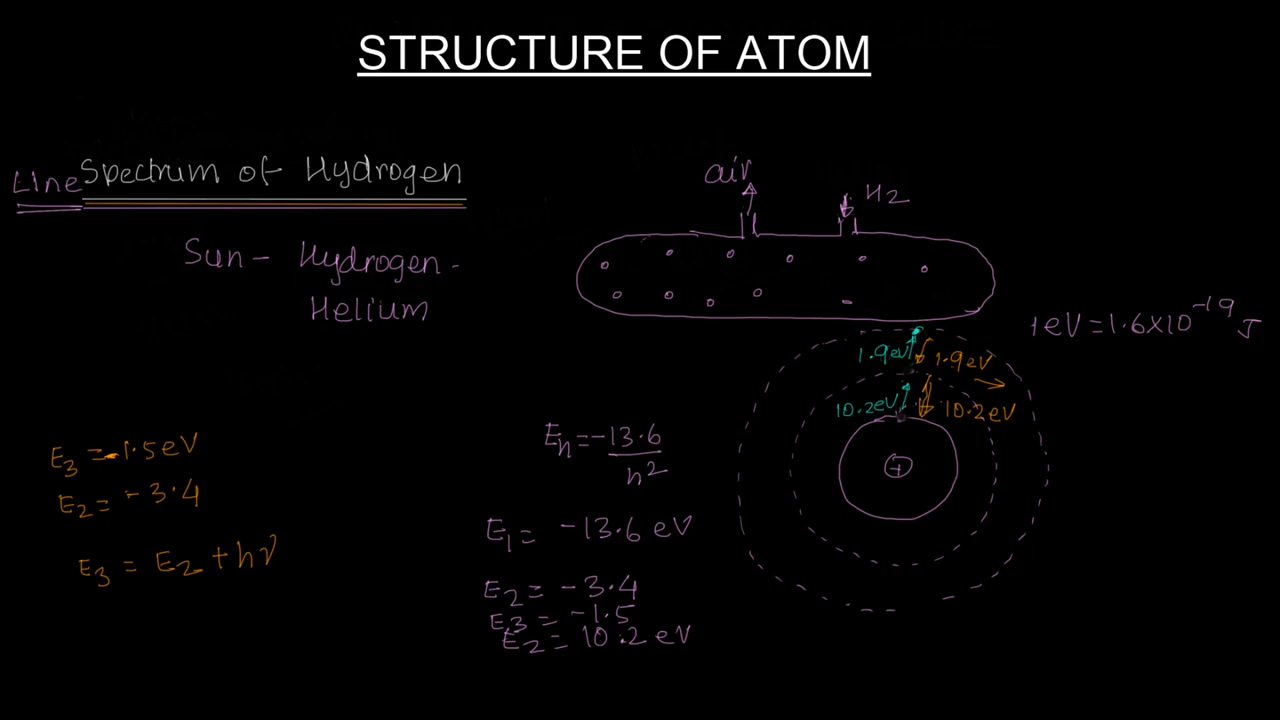 STRUCTURE OF ATOM
Line Spectrum of Hydrogen
Sun - Hydrogen -
Helium
air
H2
1eV = 1.6×10^-19 J
1.9eV
1.9eV
10.2eV
10.2eV
+
E3 = -1.5eV
E2 = -3.4
E3 = E2 + hν
En = -13.6
n^2
E1 = -13.6 eV
E2 = -3.4
E3 = -1.5
E2 = 10.2 eV